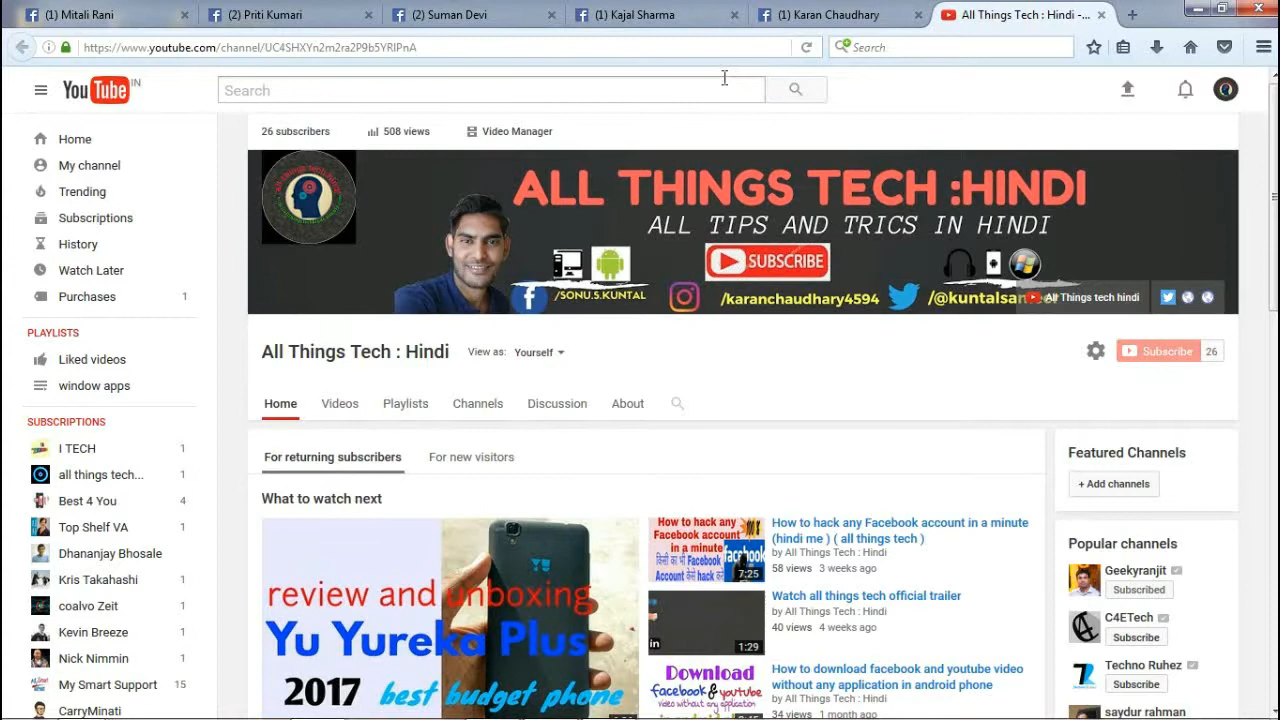 (1) Mitali Rani
(2) Priti Kumari
(2) Suman Devi
(1) Kajal Sharma
(1) Karan Chaudhary
All Things Tech : Hindi -...
https://www.youtube.com/channel/UC4SHXYn2m2ra2P9b5YRIPnA
Search
YouTube IN
Search
26 subscribers
508 views
Video Manager
Home
My channel
Trending
Subscriptions
History
Watch Later
Purchases 1
PLAYLISTS
Liked videos
window apps
SUBSCRIPTIONS
I TECH 1
all things tech... 1
Best 4 You 4
Top Shelf VA 1
Dhananjay Bhosale
Kris Takahashi 1
coalvo Zeit 1
Kevin Breeze 1
Nick Nimmin 1
My Smart Support 15
CarryMinati 1
ALL THINGS TECH :HINDI
ALL TIPS AND TRICS IN HINDI
SUBSCRIBE
/SONU.S.KUNTAL
/karanchaudhary4594
All Things tech hindi
All Things Tech : Hindi
View as: Yourself
Subscribe 26
Home Videos Playlists Channels Discussion About
For returning subscribers
For new visitors
What to watch next
review and unboxing
Yu Yureka Plus
2017 best budget phone
How to hack any
Facebook account
in a minute
7:25
How to hack any Facebook account in a minute
(hindi me ) ( all things tech )
by All Things Tech : Hindi
58 views 3 weeks ago
in
1:29
Watch all things tech official trailer
by All Things Tech : Hindi
40 views 4 weeks ago
Download
facebook & youtube
video without any application
How to download facebook and youtube video
without any application in android phone
by All Things Tech : Hindi
34 views 1 month ago
Featured Channels
+ Add channels
Popular channels
Geekyranjit
Subscribed
C4ETech
Subscribe
Techno Ruhez
Subscribe
saydur rahman